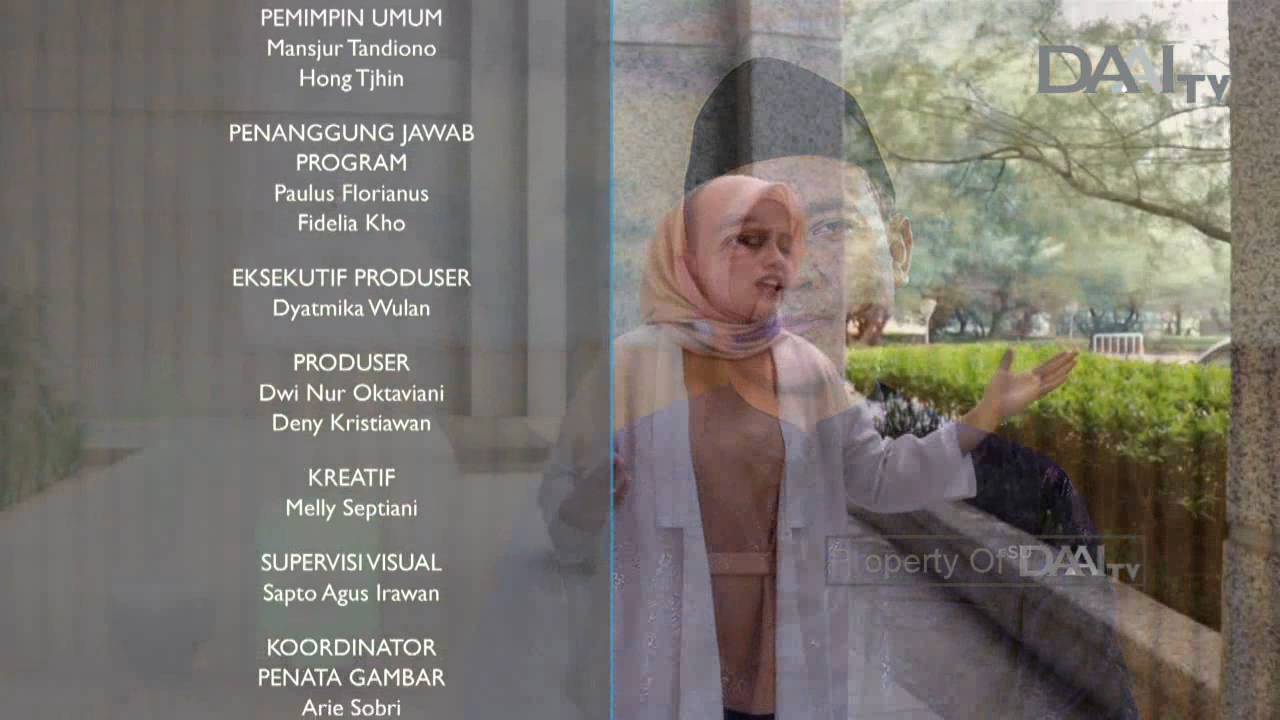 PEMIMPIN UMUM
Mansjur Tandiono
Hong Tjhin
PENANGGUNG JAWAB
PROGRAM
Paulus Florianus
Fidelia Kho
EKSEKUTIF PRODUSER
Dyatmika Wulan
PRODUSER
Dwi Nur Oktaviani
Deny Kristiawan
KREATIF
Melly Septiani
SUPERVISI VISUAL
Sapto Agus Irawan
KOORDINATOR
PENATA GAMBAR
Arie Sobri
DAAI TV
Property Of DAAI TV